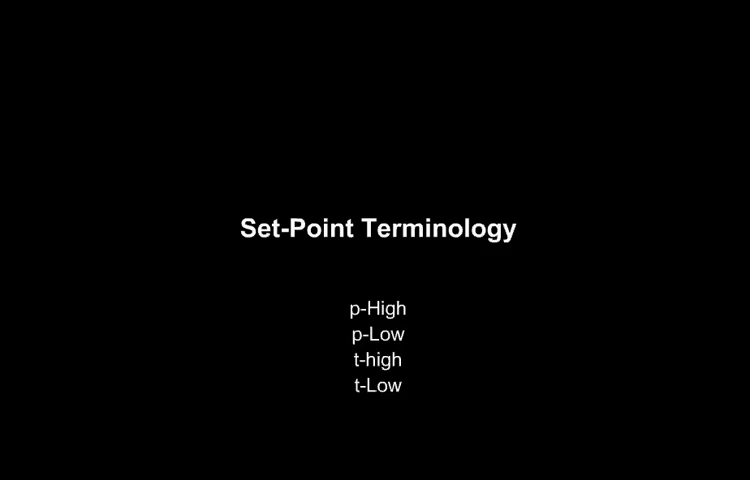 Set-Point Terminology
p-High
p-Low
t-high
t-Low